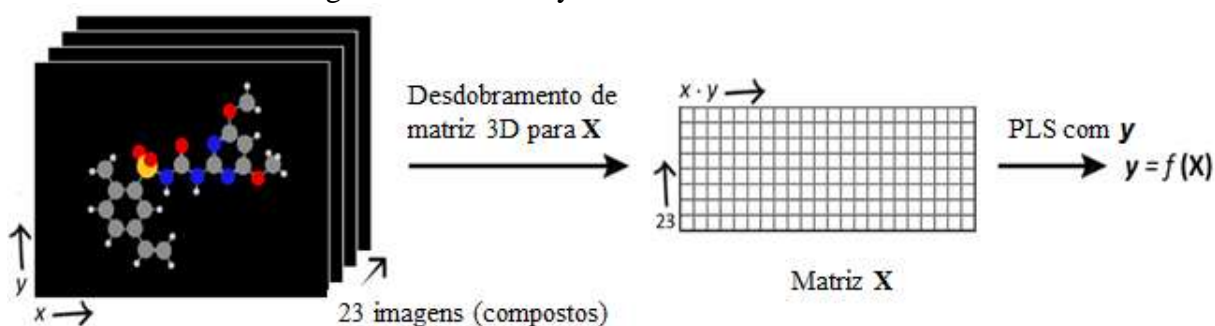 x · y
Desdobramento de
matriz 3D para X
PLS com y
y = f (X)
23
y
x
Matriz X
23 imagens (compostos)